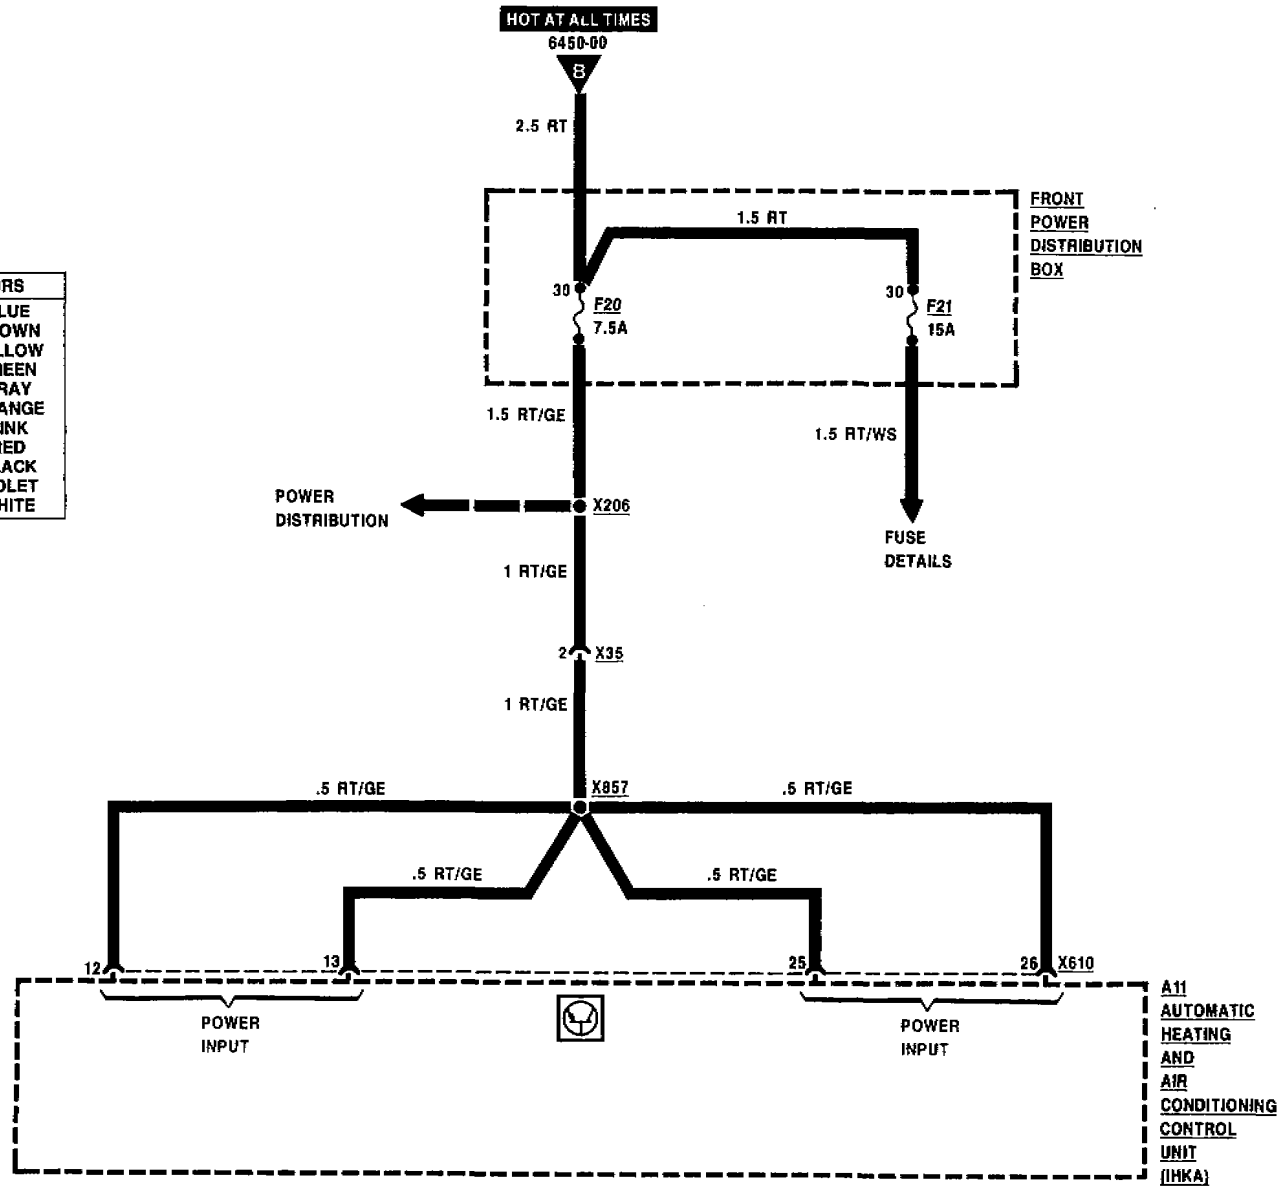 HOT AT ALL TIMES
6450-00
8
2.5 RT
FRONT
POWER
DISTRIBUTION
BOX
1.5 RT
30
F20
7.5A
30
F21
15A
RS
LUE
OWN
LLOW
EEN
RAY
ANGE
INK
RED
LACK
OLET
HITE
1.5 RT/GE
1.5 RT/WS
POWER
DISTRIBUTION
X206
FUSE
DETAILS
1 RT/GE
2
X35
1 RT/GE
X857
.5 RT/GE
.5 RT/GE
.5 RT/GE
.5 RT/GE
12
13
25
26
X610
POWER
INPUT
POWER
INPUT
A11
AUTOMATIC
HEATING
AND
AIR
CONDITIONING
CONTROL
UNIT
(IHKA)